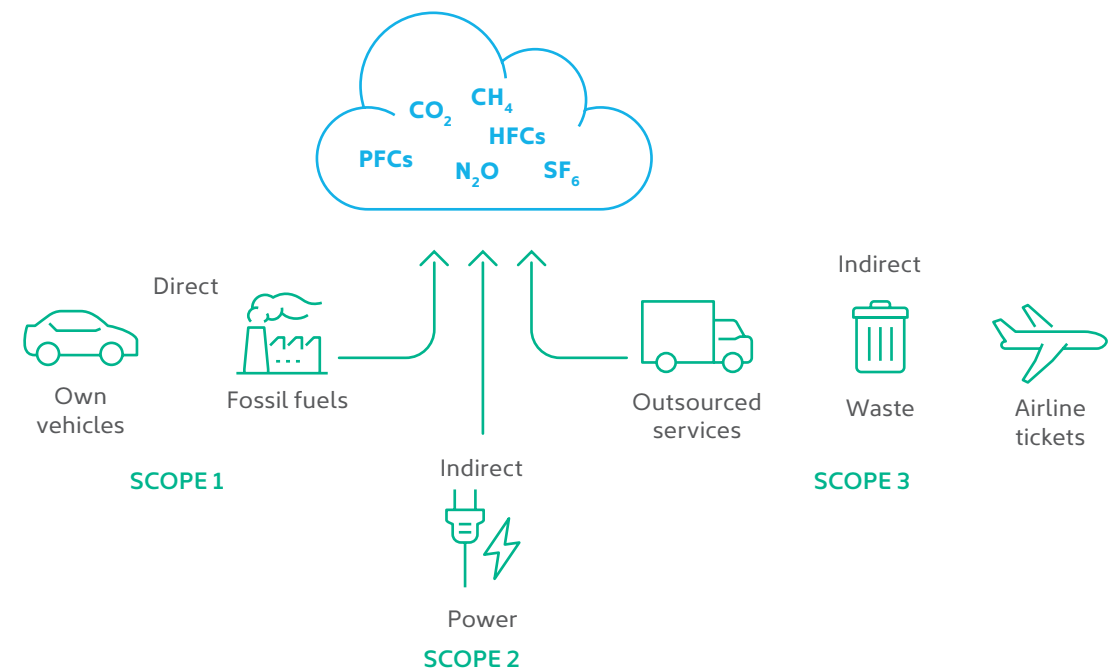 CO₂
CH₄
HFCs
PFCs
N₂O
SF₆
Direct
Own
vehicles
Fossil fuels
SCOPE 1
Indirect
Power
SCOPE 2
Indirect
Outsourced
services
Waste
Airline
tickets
SCOPE 3